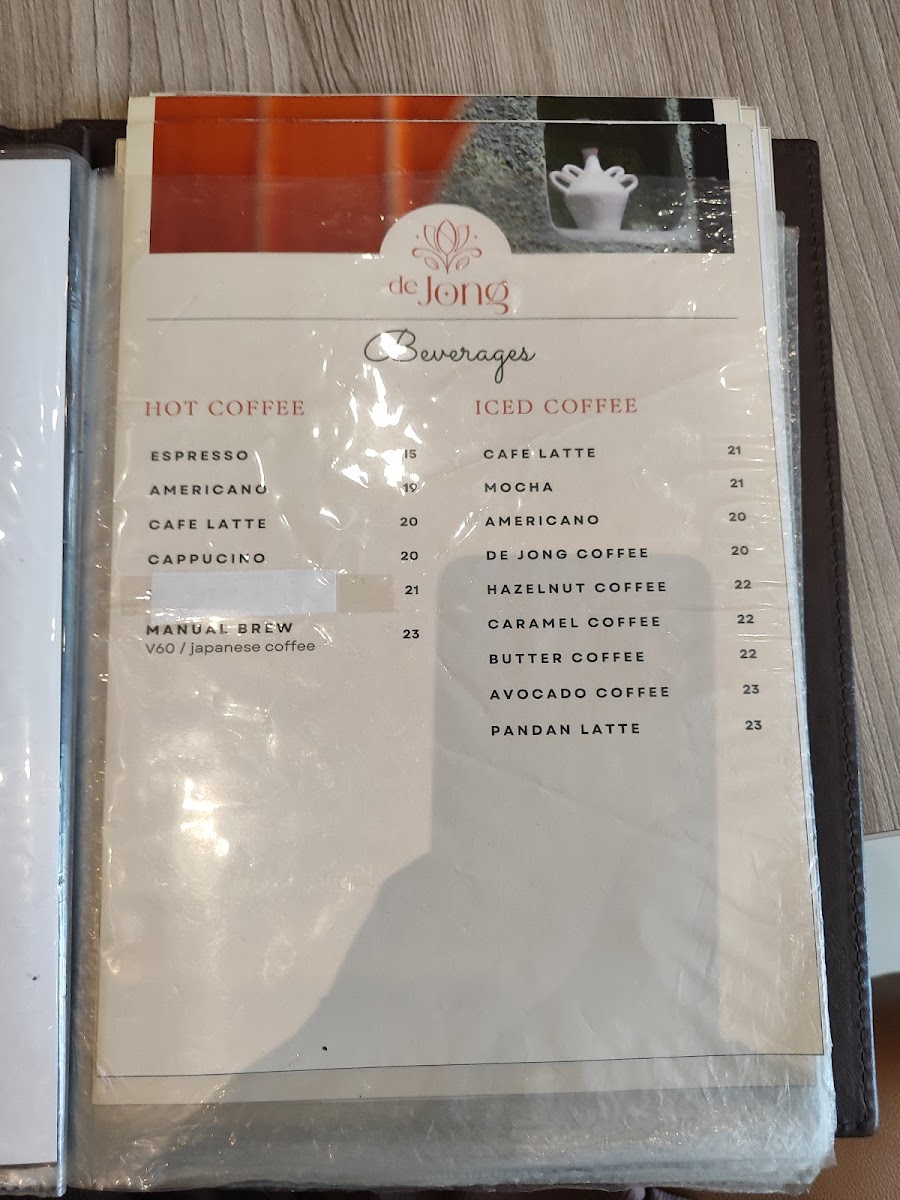 de Jong
Beverages
HOT COFFEE
ESPRESSO 15
AMERICANO 19
CAFE LATTE 20
CAPPUCINO 20
21
MANUAL BREW 23
V60 / japanese coffee
ICED COFFEE
CAFE LATTE 21
MOCHA 21
AMERICANO 20
DE JONG COFFEE 20
HAZELNUT COFFEE 22
CARAMEL COFFEE 22
BUTTER COFFEE 22
AVOCADO COFFEE 23
PANDAN LATTE 23